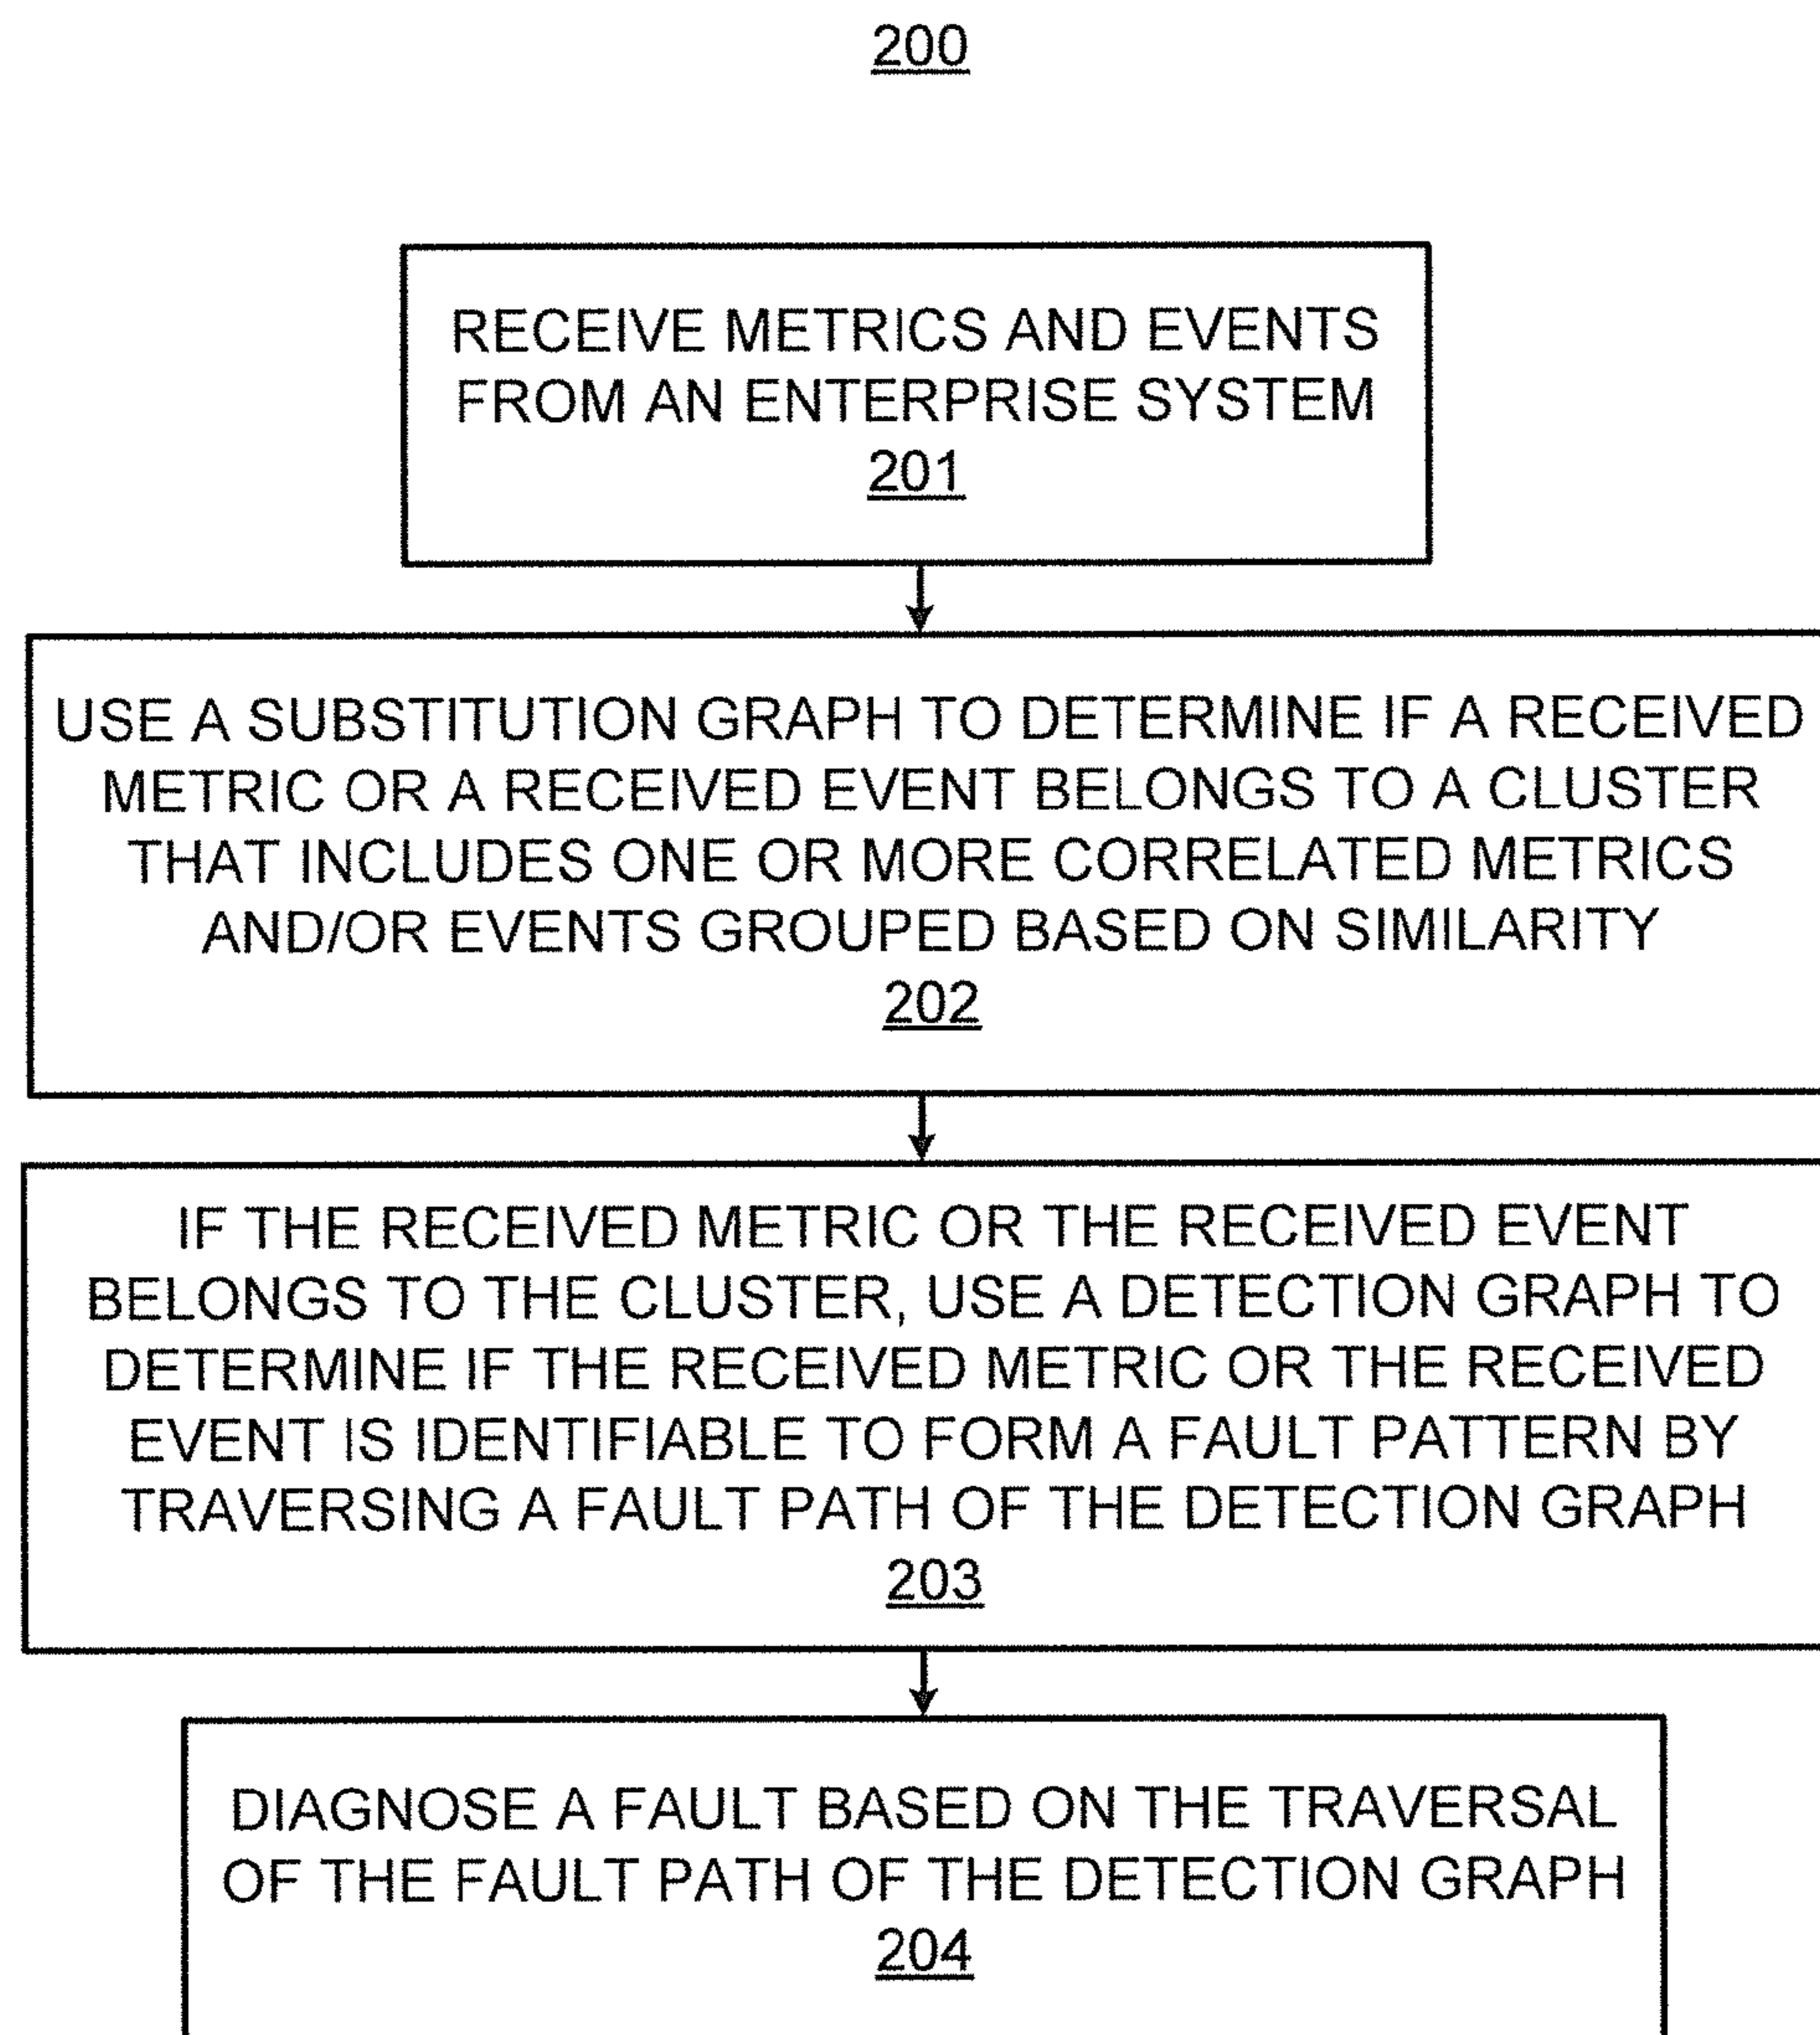 200
RECEIVE METRICS AND EVENTS
FROM AN ENTERPRISE SYSTEM
201
USE A SUBSTITUTION GRAPH TO DETERMINE IF A RECEIVED
METRIC OR A RECEIVED EVENT BELONGS TO A CLUSTER
THAT INCLUDES ONE OR MORE CORRELATED METRICS
AND/OR EVENTS GROUPED BASED ON SIMILARITY
202
IF THE RECEIVED METRIC OR THE RECEIVED EVENT
BELONGS TO THE CLUSTER, USE A DETECTION GRAPH TO
DETERMINE IF THE RECEIVED METRIC OR THE RECEIVED
EVENT IS IDENTIFIABLE TO FORM A FAULT PATTERN BY
TRAVERSING A FAULT PATH OF THE DETECTION GRAPH
203
DIAGNOSE A FAULT BASED ON THE TRAVERSAL
OF THE FAULT PATH OF THE DETECTION GRAPH
204